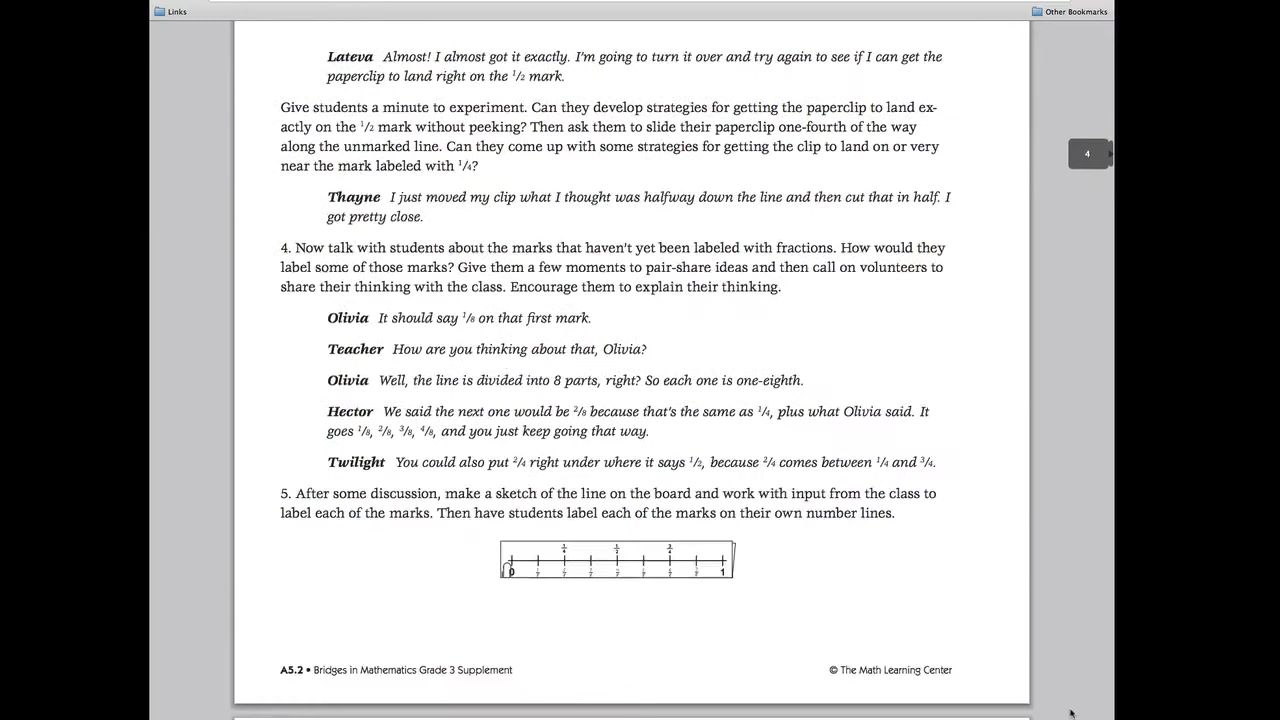 Links
Other Bookmarks
Lateva Almost! I almost got it exactly. I'm going to turn it over and try again to see if I can get the
paperclip to land right on the 1/2 mark.
Give students a minute to experiment. Can they develop strategies for getting the paperclip to land ex-
actly on the 1/2 mark without peeking? Then ask them to slide their paperclip one-fourth of the way
along the unmarked line. Can they come up with some strategies for getting the clip to land on or very
near the mark labeled with 1/4?
4
Thayne I just moved my clip what I thought was halfway down the line and then cut that in half. I
got pretty close.
4. Now talk with students about the marks that haven't yet been labeled with fractions. How would they
label some of those marks? Give them a few moments to pair-share ideas and then call on volunteers to
share their thinking with the class. Encourage them to explain their thinking.
Olivia It should say 1/8 on that first mark.
Teacher How are you thinking about that, Olivia?
Olivia Well, the line is divided into 8 parts, right? So each one is one-eighth.
Hector We said the next one would be 2/8 because that's the same as 1/4, plus what Olivia said. It
goes 1/8, 2/8, 3/8, 4/8, and you just keep going that way.
Twilight You could also put 2/4 right under where it says 1/2, because 2/4 comes between 1/4 and 3/4.
5. After some discussion, make a sketch of the line on the board and work with input from the class to
label each of the marks. Then have students label each of the marks on their own number lines.
1/4 1/2 3/4
0 1
A5.2 • Bridges in Mathematics Grade 3 Supplement
© The Math Learning Center